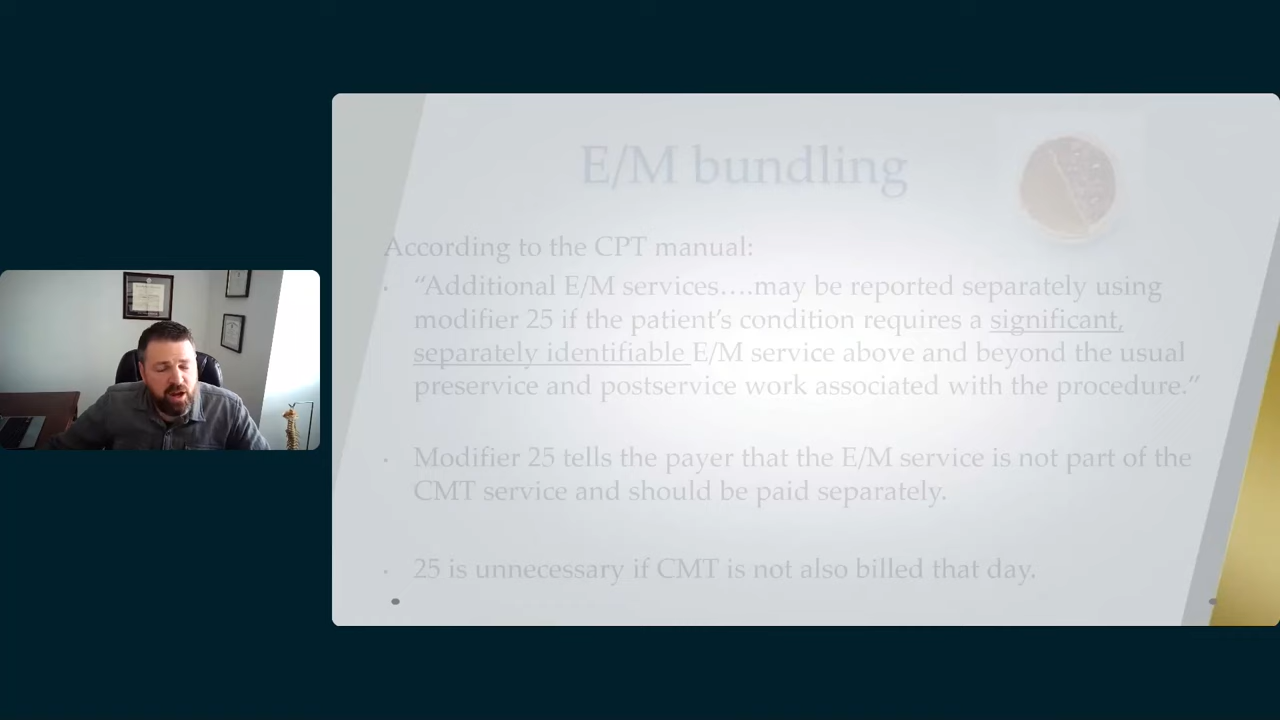 E/M bundling
According to the CPT manual:
• “Additional E/M services….may be reported separately using
modifier 25 if the patient’s condition requires a significant,
separately identifiable E/M service above and beyond the usual
preservice and postservice work associated with the procedure.”
• Modifier 25 tells the payer that the E/M service is not part of the
CMT service and should be paid separately.
• 25 is unnecessary if CMT is not also billed that day.